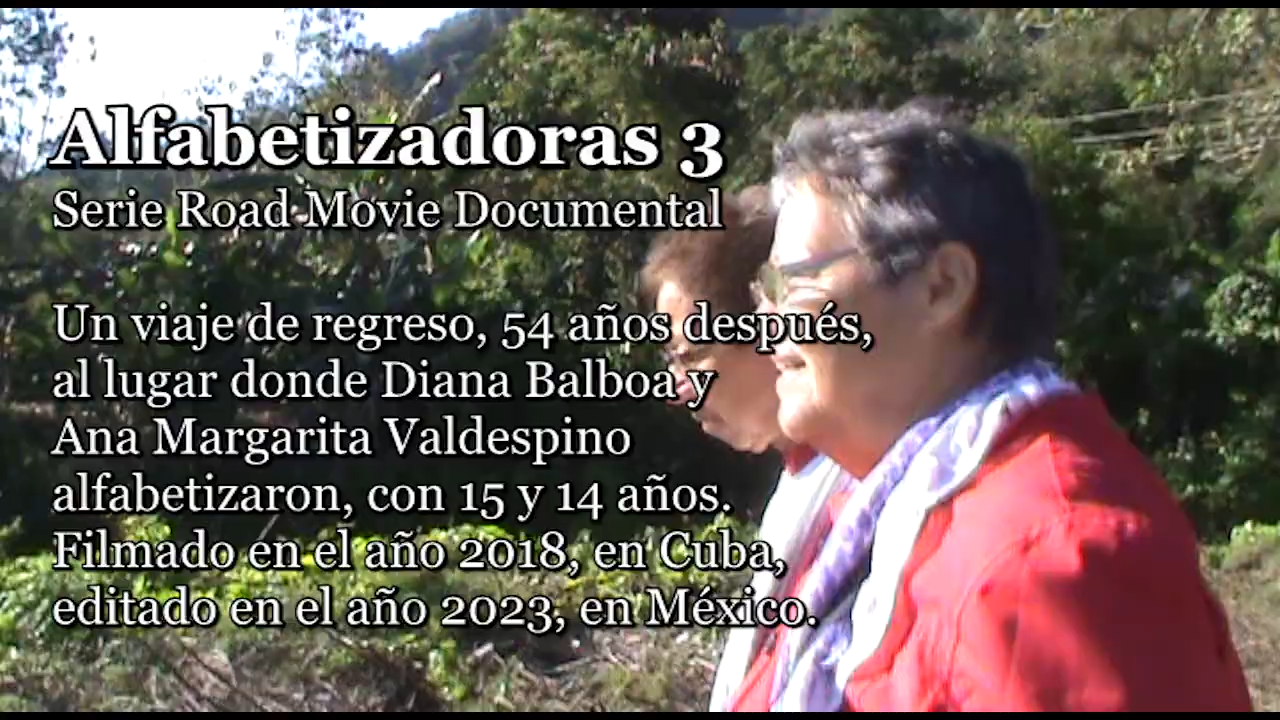 Alfabetizadoras 3
Serie Road Movie Documental
Un viaje de regreso, 54 años después,
al lugar donde Diana Balboa y
Ana Margarita Valdespino
alfabetizaron, con 15 y 14 años.
Filmado en el año 2018, en Cuba,
editado en el año 2023, en México.